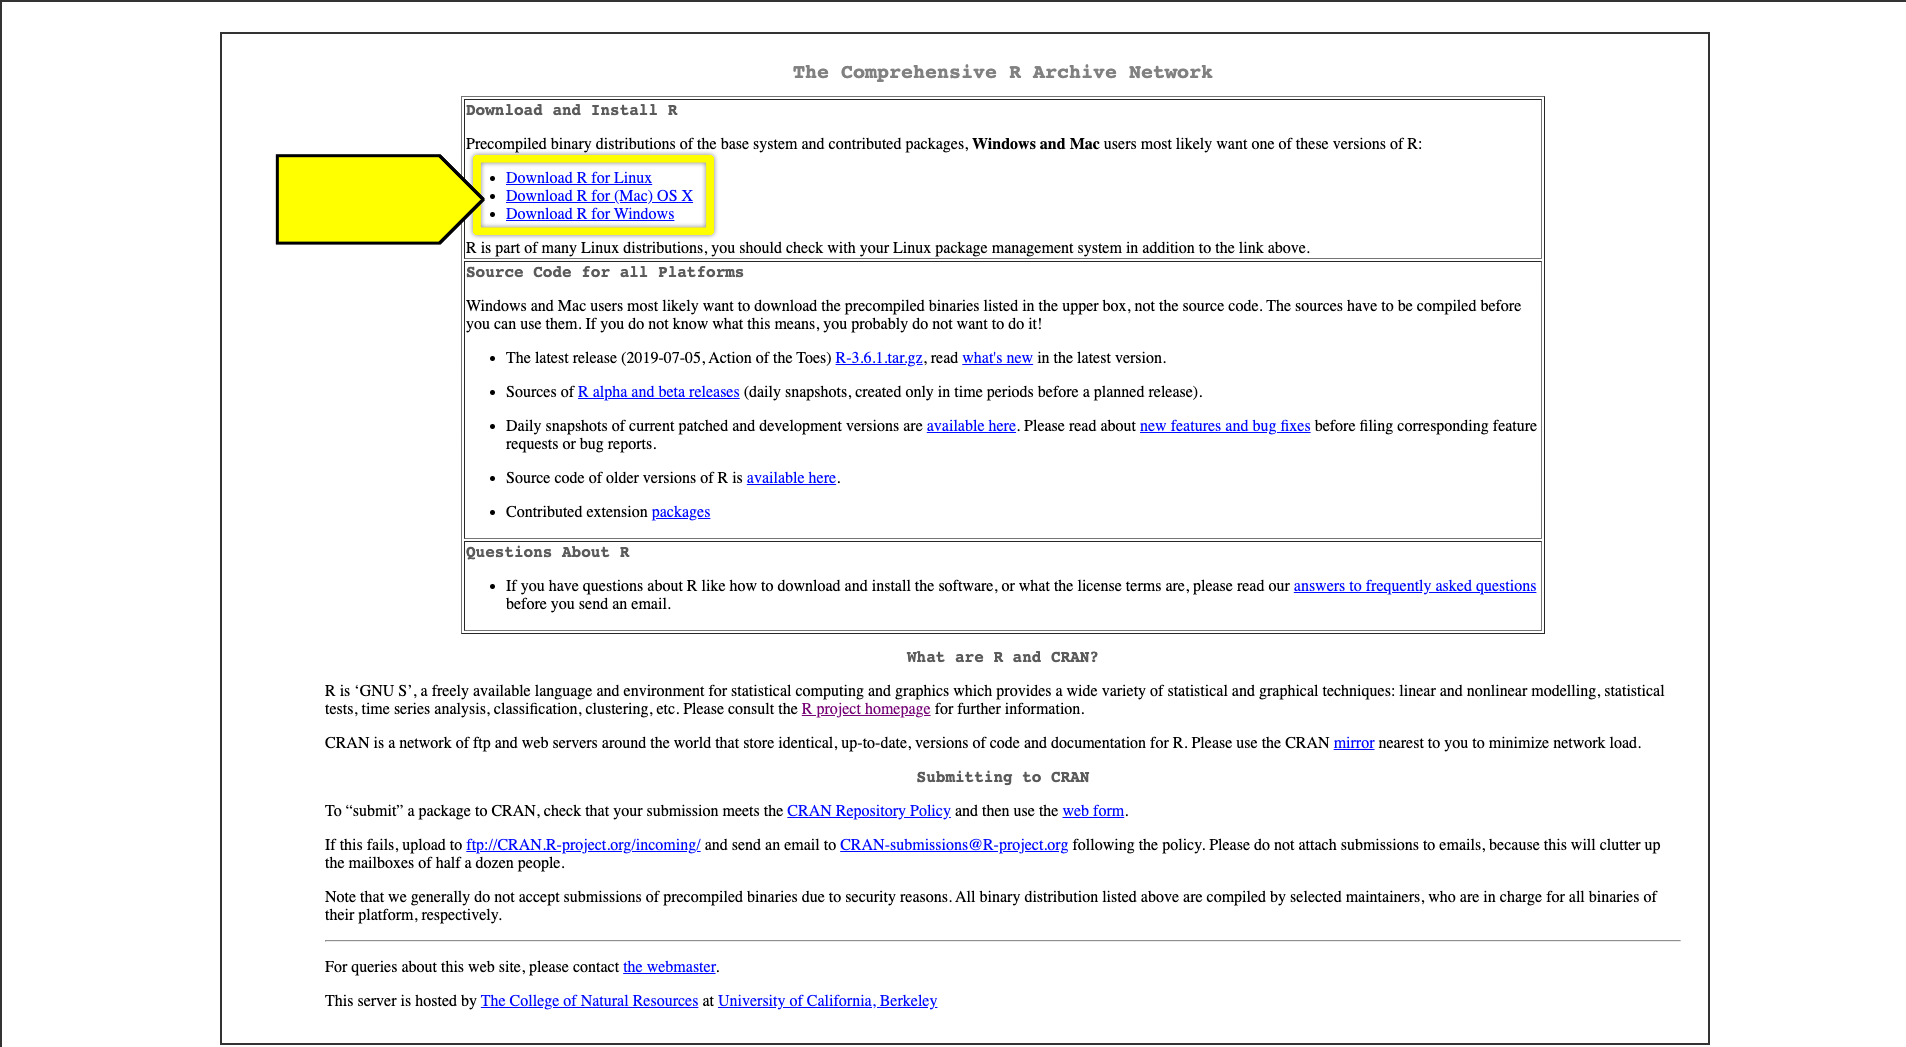 The Comprehensive R Archive Network
Download and Install R
Precompiled binary distributions of the base system and contributed packages, Windows and Mac users most likely want one of these versions of R:
Download R for Linux
Download R for (Mac) OS X
Download R for Windows
R is part of many Linux distributions, you should check with your Linux package management system in addition to the link above.
Source Code for all Platforms
Windows and Mac users most likely want to download the precompiled binaries listed in the upper box, not the source code. The sources have to be compiled before
you can use them. If you do not know what this means, you probably do not want to do it!
The latest release (2019-07-05, Action of the Toes) R-3.6.1.tar.gz, read what's new in the latest version.
Sources of R alpha and beta releases (daily snapshots, created only in time periods before a planned release).
Daily snapshots of current patched and development versions are available here. Please read about new features and bug fixes before filing corresponding feature
requests or bug reports.
Source code of older versions of R is available here.
Contributed extension packages
Questions About R
If you have questions about R like how to download and install the software, or what the license terms are, please read our answers to frequently asked questions
before you send an email.
What are R and CRAN?
R is ‘GNU S’, a freely available language and environment for statistical computing and graphics which provides a wide variety of statistical and graphical techniques: linear and nonlinear modelling, statistical
tests, time series analysis, classification, clustering, etc. Please consult the R project homepage for further information.
CRAN is a network of ftp and web servers around the world that store identical, up-to-date, versions of code and documentation for R. Please use the CRAN mirror nearest to you to minimize network load.
Submitting to CRAN
To “submit” a package to CRAN, check that your submission meets the CRAN Repository Policy and then use the web form.
If this fails, upload to ftp://CRAN.R-project.org/incoming/ and send an email to CRAN-submissions@R-project.org following the policy. Please do not attach submissions to emails, because this will clutter up
the mailboxes of half a dozen people.
Note that we generally do not accept submissions of precompiled binaries due to security reasons. All binary distribution listed above are compiled by selected maintainers, who are in charge for all binaries of
their platform, respectively.
For queries about this web site, please contact the webmaster.
This server is hosted by The College of Natural Resources at University of California, Berkeley